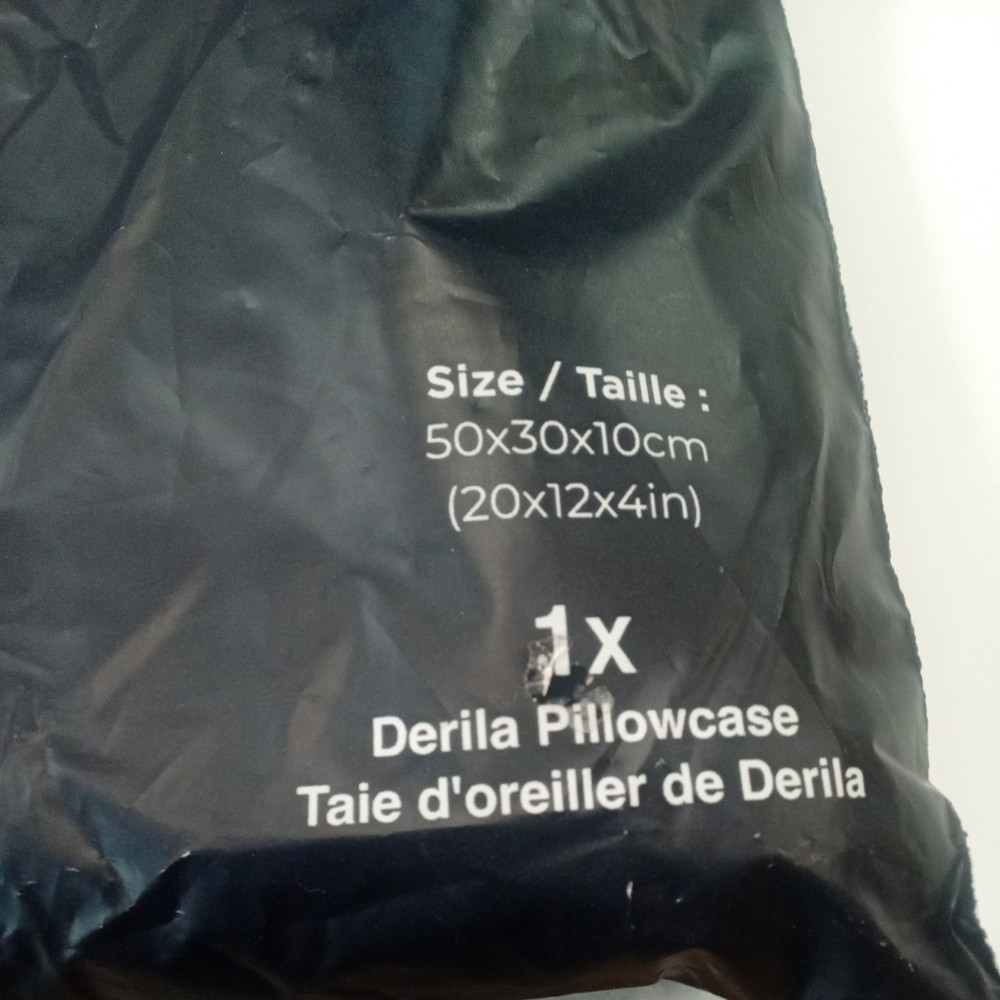 Size / Taille :
50x30x10cm
(20x12x4in)
1x
Derila Pillowcase
Taie d'oreiller de Derila